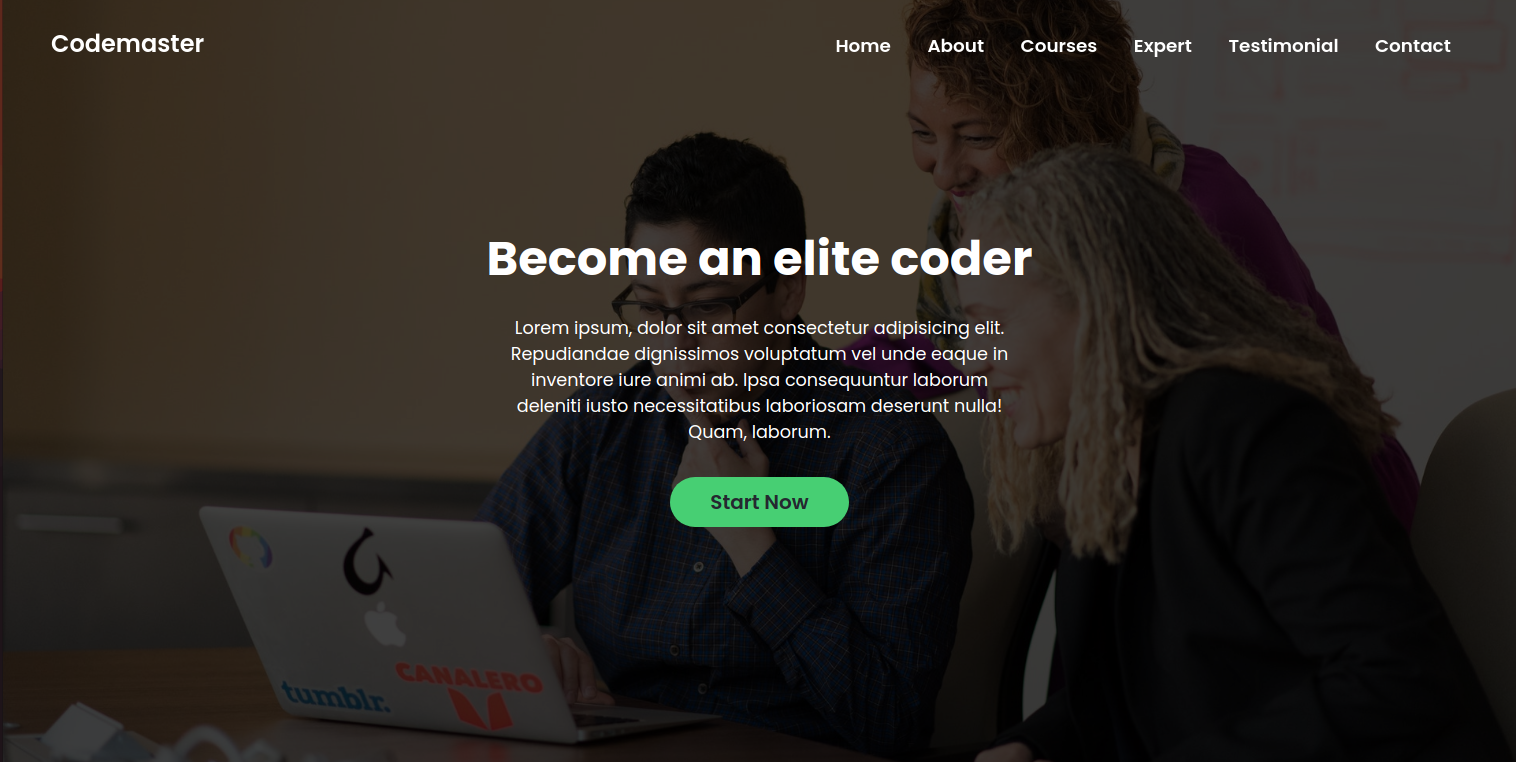 Codemaster
Home About Courses Expert Testimonial Contact
Become an elite coder
Lorem ipsum, dolor sit amet consectetur adipisicing elit.
Repudiandae dignissimos voluptatum vel unde eaque in
inventore iure animi ab. Ipsa consequuntur laborum
deleniti iusto necessitatibus laboriosam deserunt nulla!
Quam, laborum.
Start Now
CANALERO
tumblr.